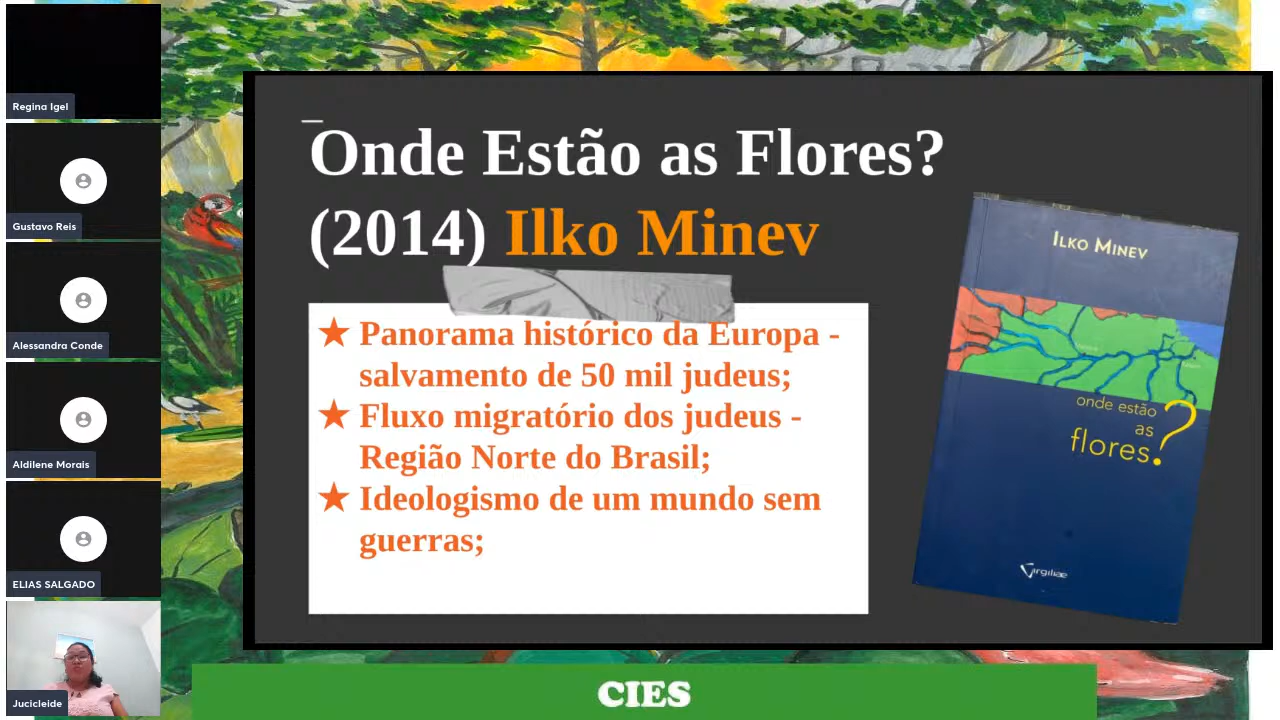 Regina Igel
Gustavo Reis
Alessandra Conde
Aldilene Morais
ELIAS SALGADO
Jucicleide
Onde Estão as Flores?
(2014) Ilko Minev
★ Panorama histórico da Europa -
salvamento de 50 mil judeus;
★ Fluxo migratório dos judeus -
Região Norte do Brasil;
★ Ideologismo de um mundo sem
guerras;
ILKO MINEV
onde estão
as
flores?
Virgiliæ
CIES